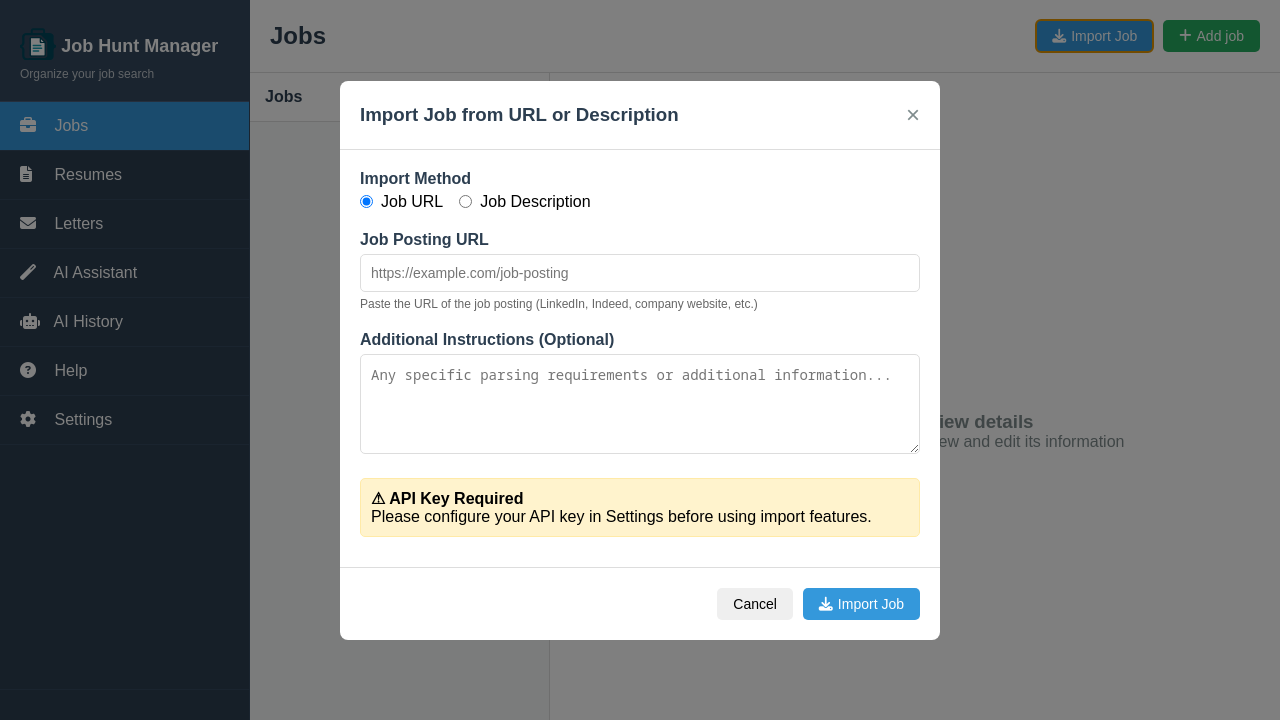 Job Hunt Manager
Organize your job search
Jobs
Resumes
Letters
AI Assistant
AI History
Help
Settings
Jobs
Import Job
Add job
Jobs
Import Job from URL or Description
×
Import Method
Job URL
Job Description
Job Posting URL
https://example.com/job-posting
Paste the URL of the job posting (LinkedIn, Indeed, company website, etc.)
Additional Instructions (Optional)
Any specific parsing requirements or additional information...
⚠ API Key Required
Please configure your API key in Settings before using import features.
Cancel
Import Job
details
and edit its information